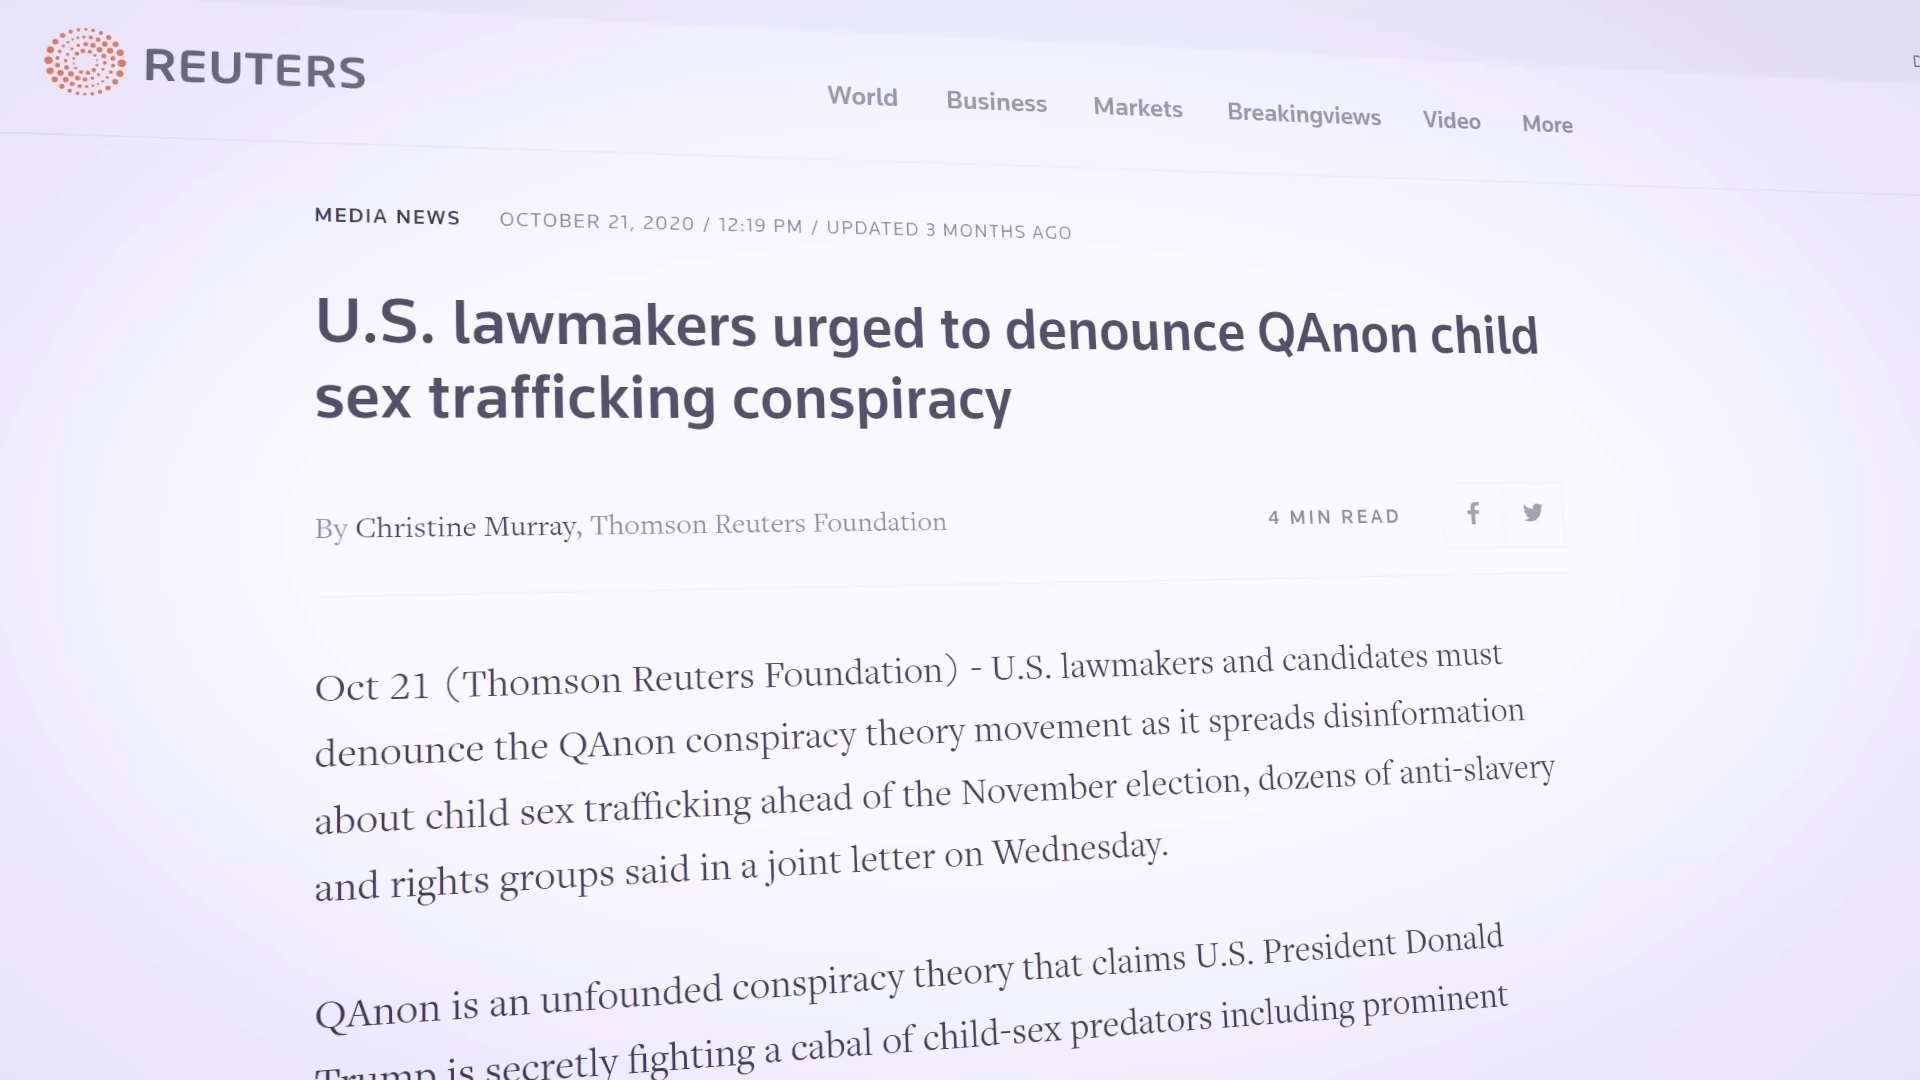 REUTERS
World Business Markets Breakingviews Video More
MEDIA NEWS OCTOBER 21, 2020 / 12:19 PM / UPDATED 3 MONTHS AGO
U.S. lawmakers urged to denounce QAnon child
sex trafficking conspiracy
By Christine Murray, Thomson Reuters Foundation
4 MIN READ
Oct 21 (Thomson Reuters Foundation) - U.S. lawmakers and candidates must
denounce the QAnon conspiracy theory movement as it spreads disinformation
about child sex trafficking ahead of the November election, dozens of anti-slavery
and rights groups said in a joint letter on Wednesday.
QAnon is an unfounded conspiracy theory that claims U.S. President Donald
Trump is secretly fighting a cabal of child-sex predators including prominent